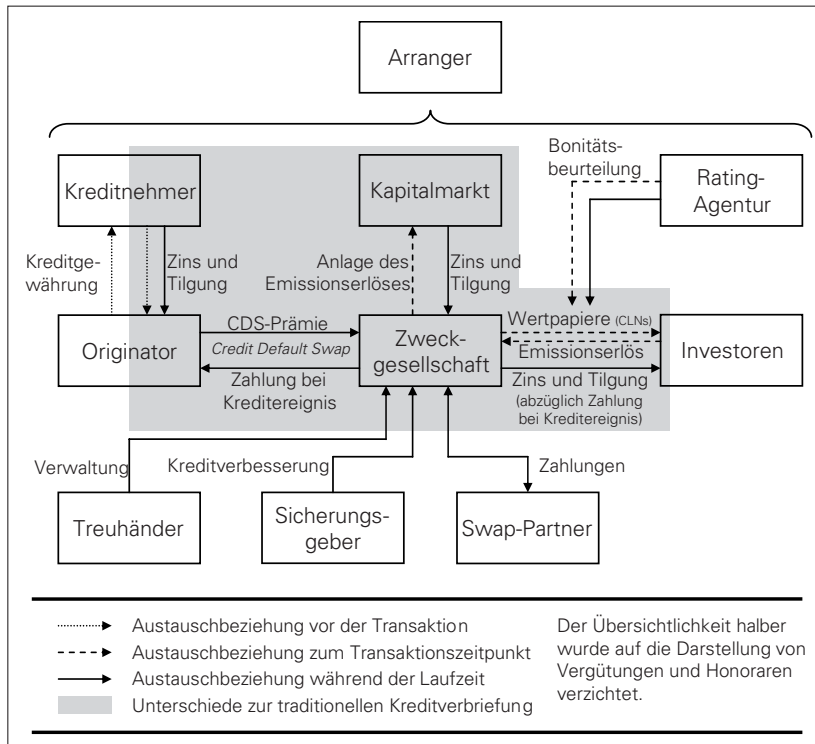 Arranger
Kreditnehmer
Kapitalmarkt
Bonitäts-
beurteilung
Rating-
Agentur
Kreditge-
währung
Zins und
Tilgung
Anlage des
Emissionserlöses
Zins und
Tilgung
Originator
CDS-Prämie
Credit Default Swap
Zahlung bei
Kreditereignis
Zweck-
gesellschaft
Wertpapiere (CLNs)
Emissionserlös
Zins und Tilgung
(abzüglich Zahlung
bei Kreditereignis)
Investoren
Verwaltung
Kreditverbesserung
Zahlungen
Treuhänder
Sicherungs-
geber
Swap-Partner
Austauschbeziehung vor der Transaktion
Austauschbeziehung zum Transaktionszeitpunkt
Austauschbeziehung während der Laufzeit
Unterschiede zur traditionellen Kreditverbriefung
Der Übersichtlichkeit halber
wurde auf die Darstellung von
Vergütungen und Honoraren
verzichtet.